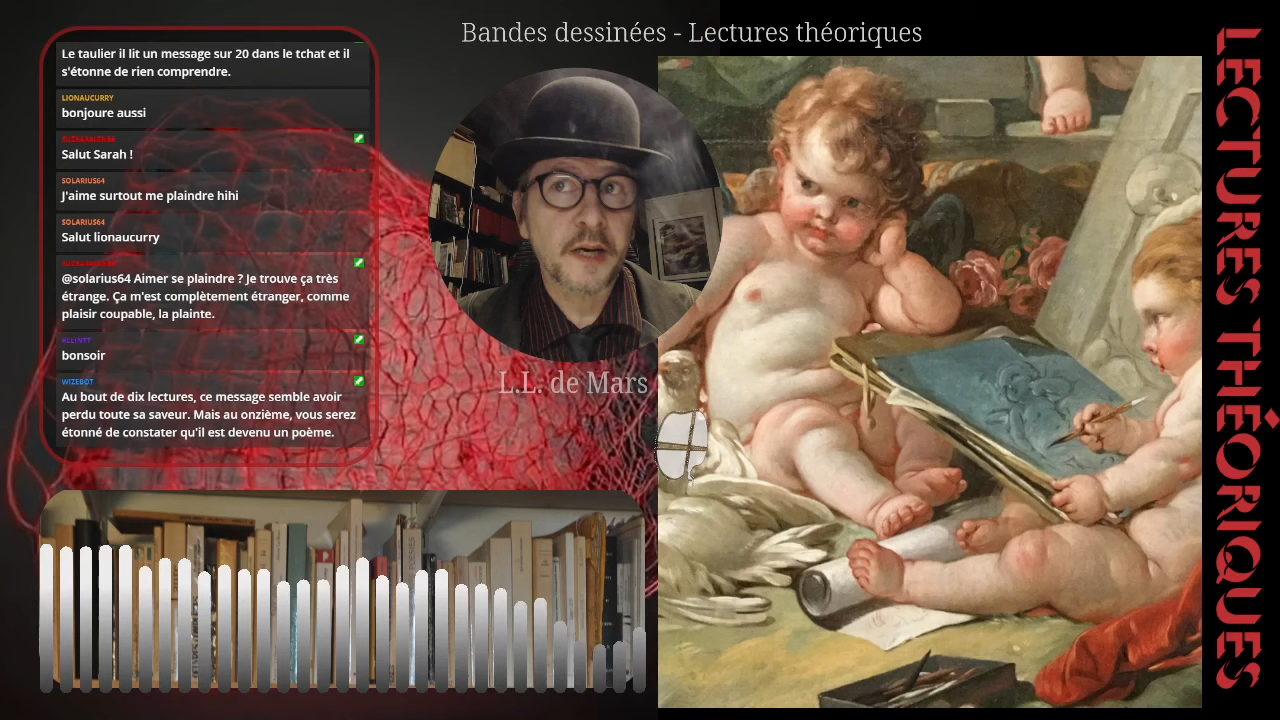 Bandes dessinées - Lectures théoriques
Le taulier il lit un message sur 20 dans le tchat et il
s'étonne de rien comprendre.
LIONAUCURRY
bonjoure aussi
Salut Sarah !
SOLARIUS64
J'aime surtout me plaindre hihi
SOLARIUS64
Salut lionaucurry
@solarius64 Aimer se plaindre ? Je trouve ça très
étrange. Ça m'est complètement étranger, comme
plaisir coupable, la plainte.
bonsoir
WIZEBOT
Au bout de dix lectures, ce message semble avoir
perdu toute sa saveur. Mais au onzième, vous serez
étonné de constater qu'il est devenu un poème.
L.L. de Mars
LECTURES THÉORIQUES